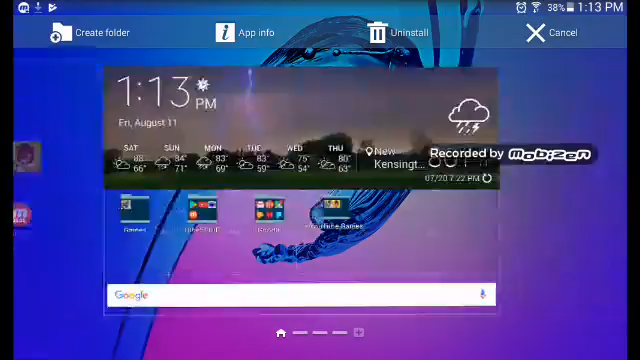 38% 1:13 PM
Create folder
App info
Uninstall
Cancel
1:13 PM
Fri, August 11
SAT SUN MON TUE WED THU
88° 84° 83° 83° 75° 80°
66° 71° 69° 59° 54° 63°
New
Kensingt...
Recorded by mobizen
07/20 7:22 PM
Games
Google